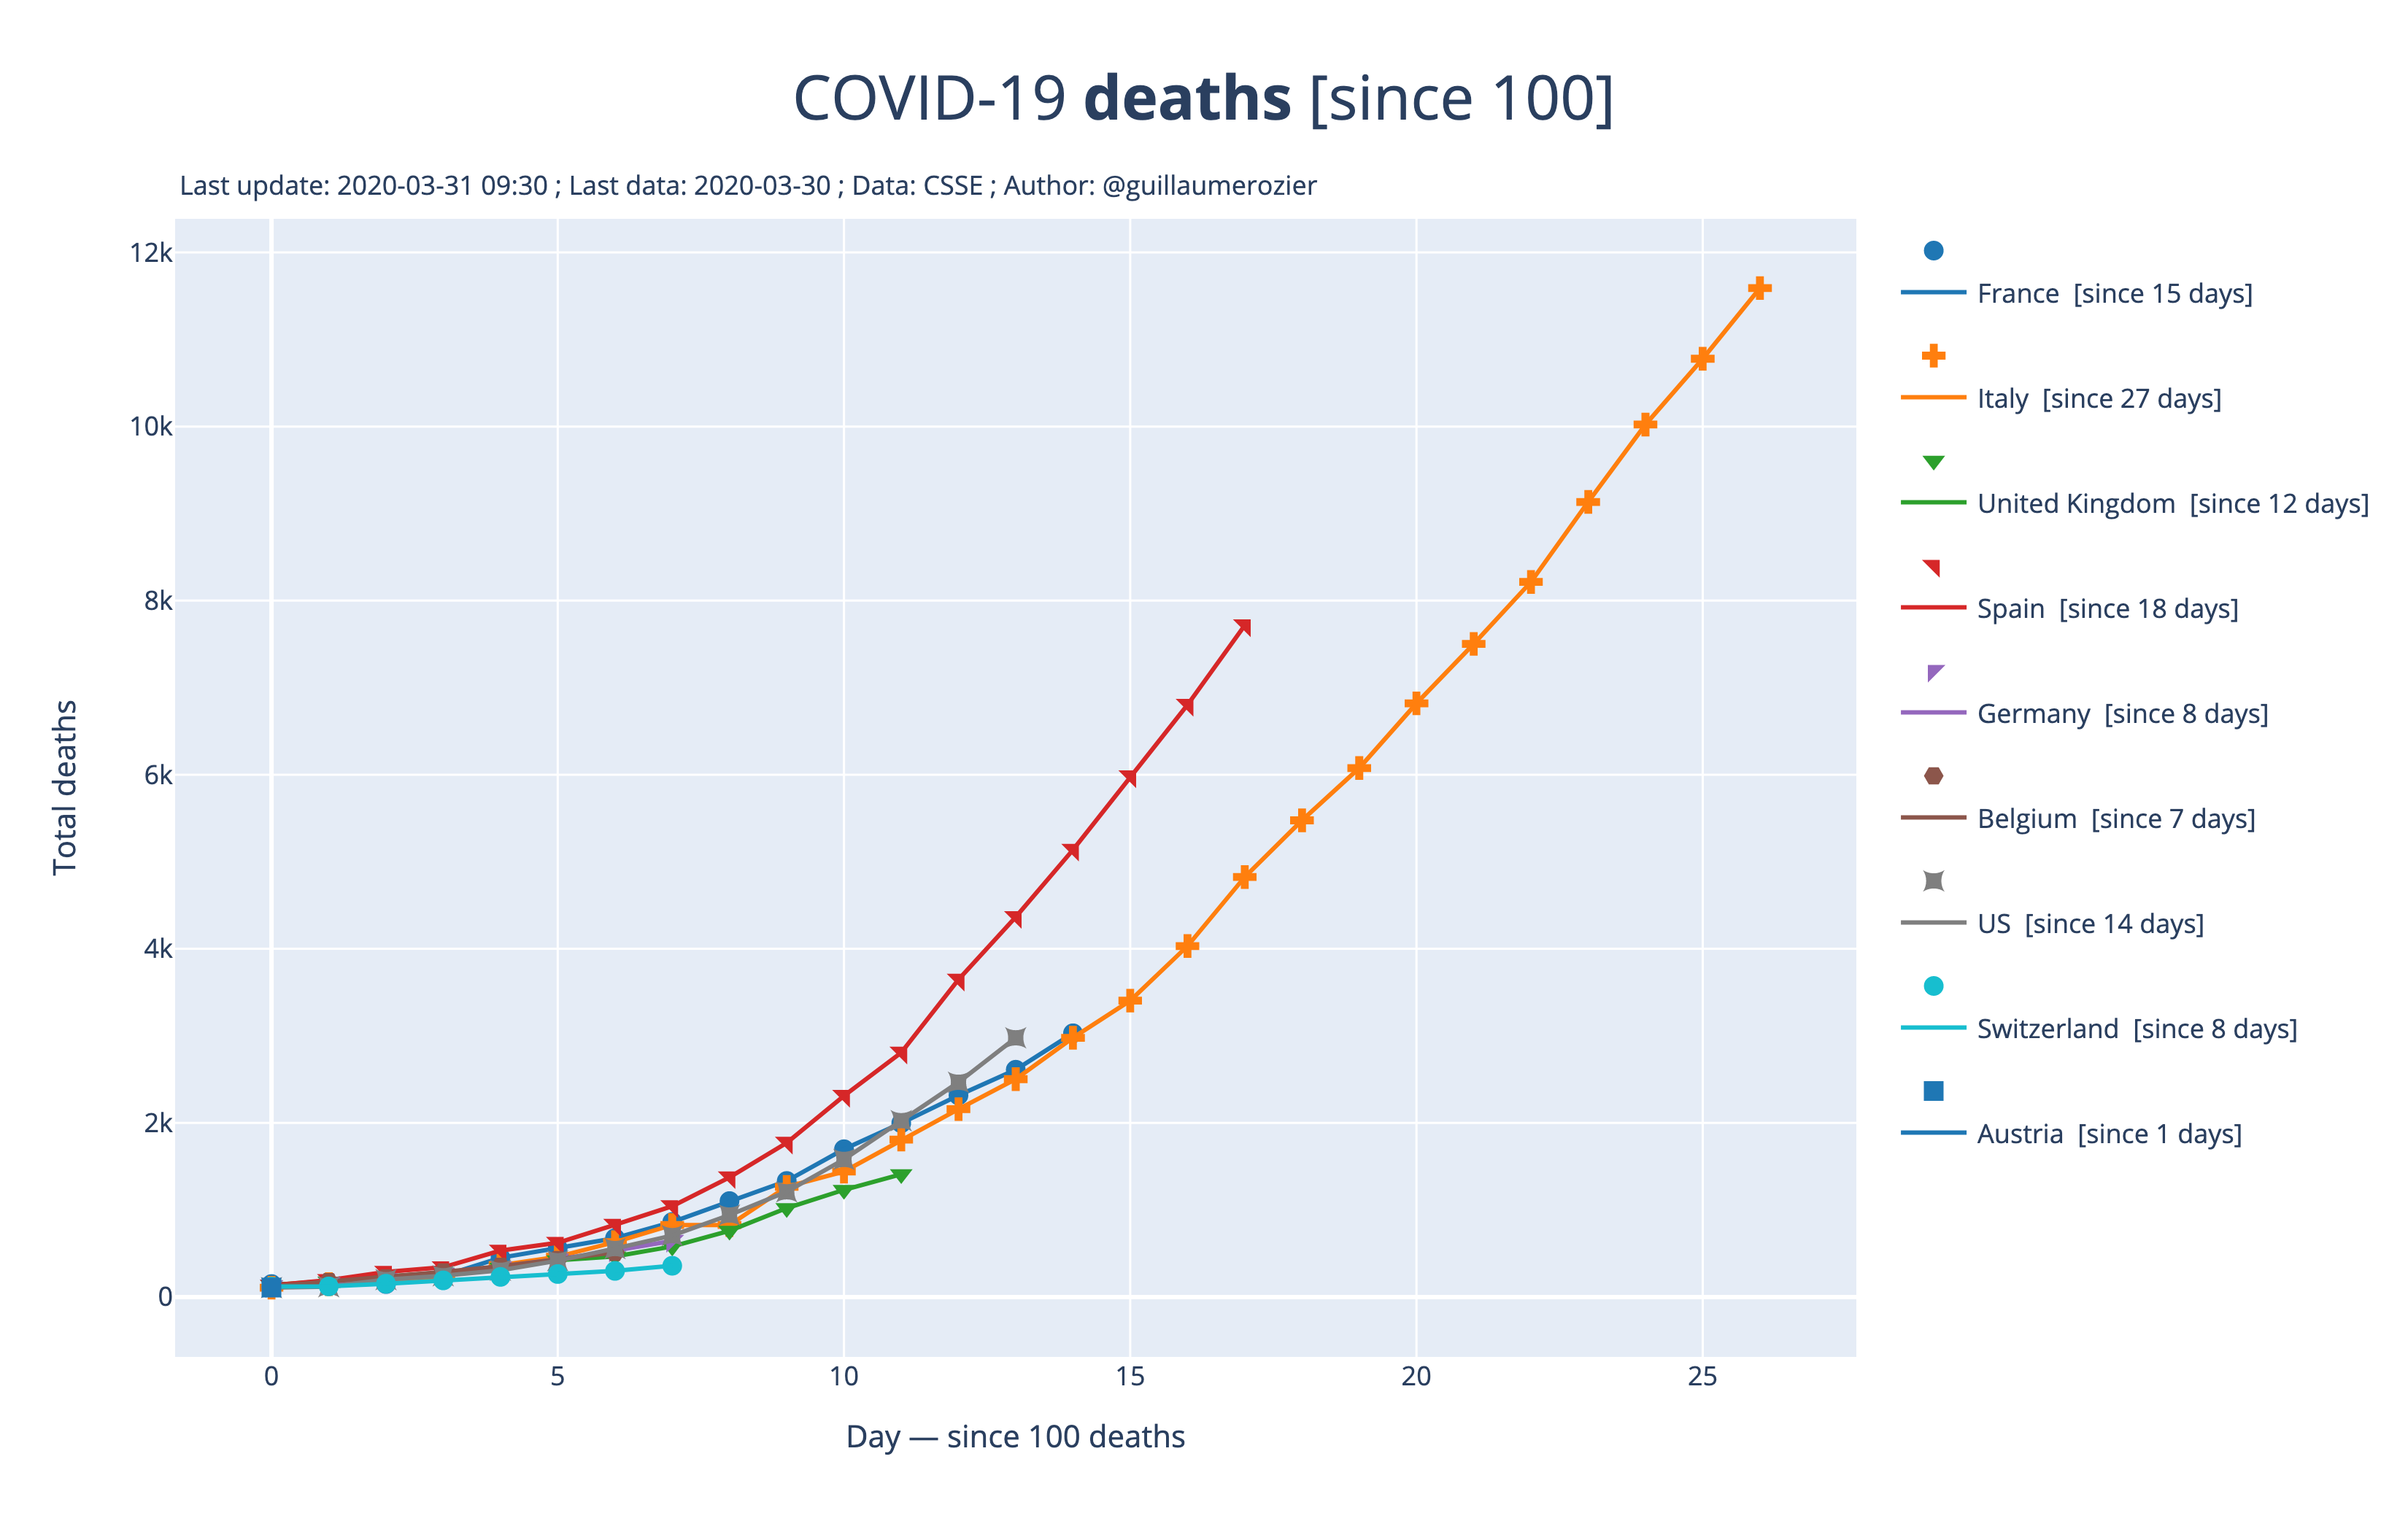 COVID-19 deaths [since 100]
Last update: 2020-03-31 09:30 ; Last data: 2020-03-30 ; Data: CSSE ; Author: @guillaumerozier
12k
10k
8k
6k
4k
2k
0
Total deaths
0 5 10 15 20 25
Day — since 100 deaths
France [since 15 days]
Italy [since 27 days]
United Kingdom [since 12 days]
Spain [since 18 days]
Germany [since 8 days]
Belgium [since 7 days]
US [since 14 days]
Switzerland [since 8 days]
Austria [since 1 days]